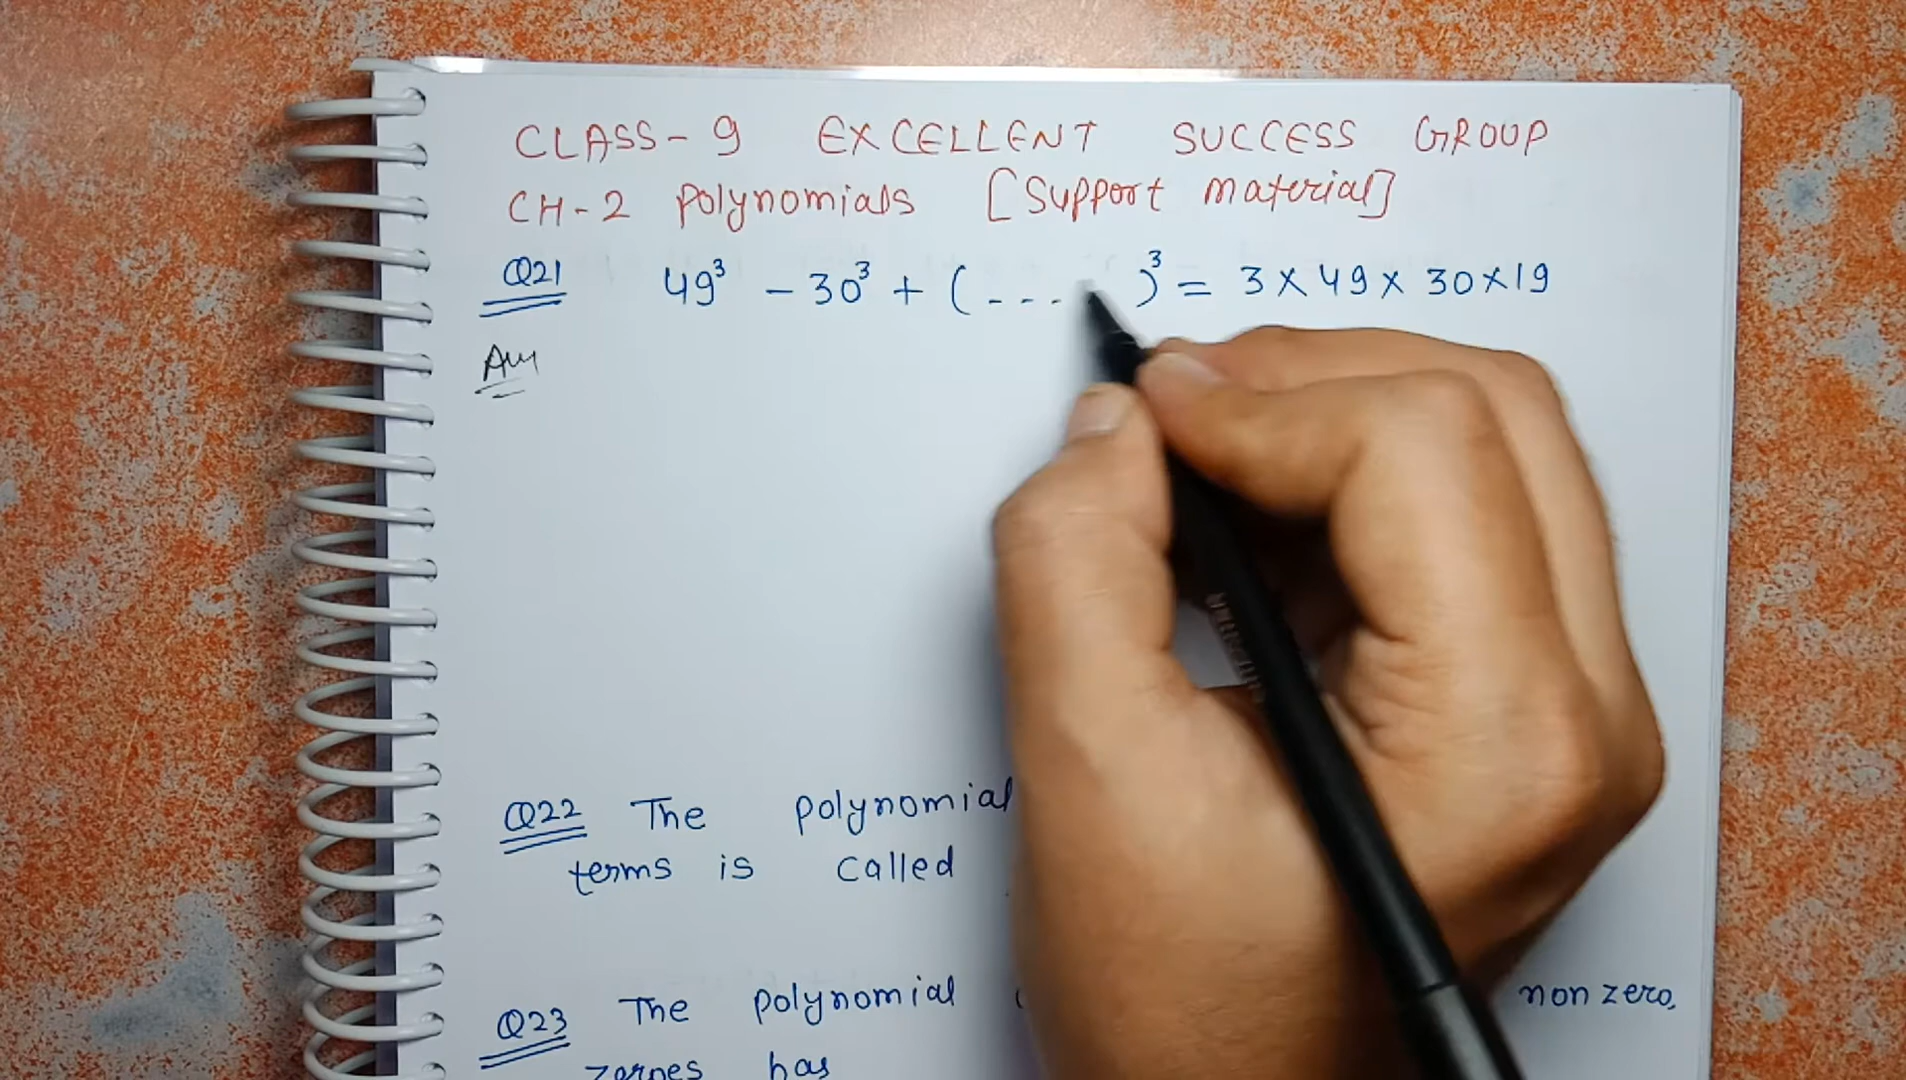 CLASS-9 EXCELLENT SUCCESS GROUP
CH-2 Polynomials [Support material]
Q21 49³ - 30³ + (.... )³ = 3 × 49 × 30 × 19
Q22 The polynomial
terms is called
Q23 The polynomial non zero,
zeroes has